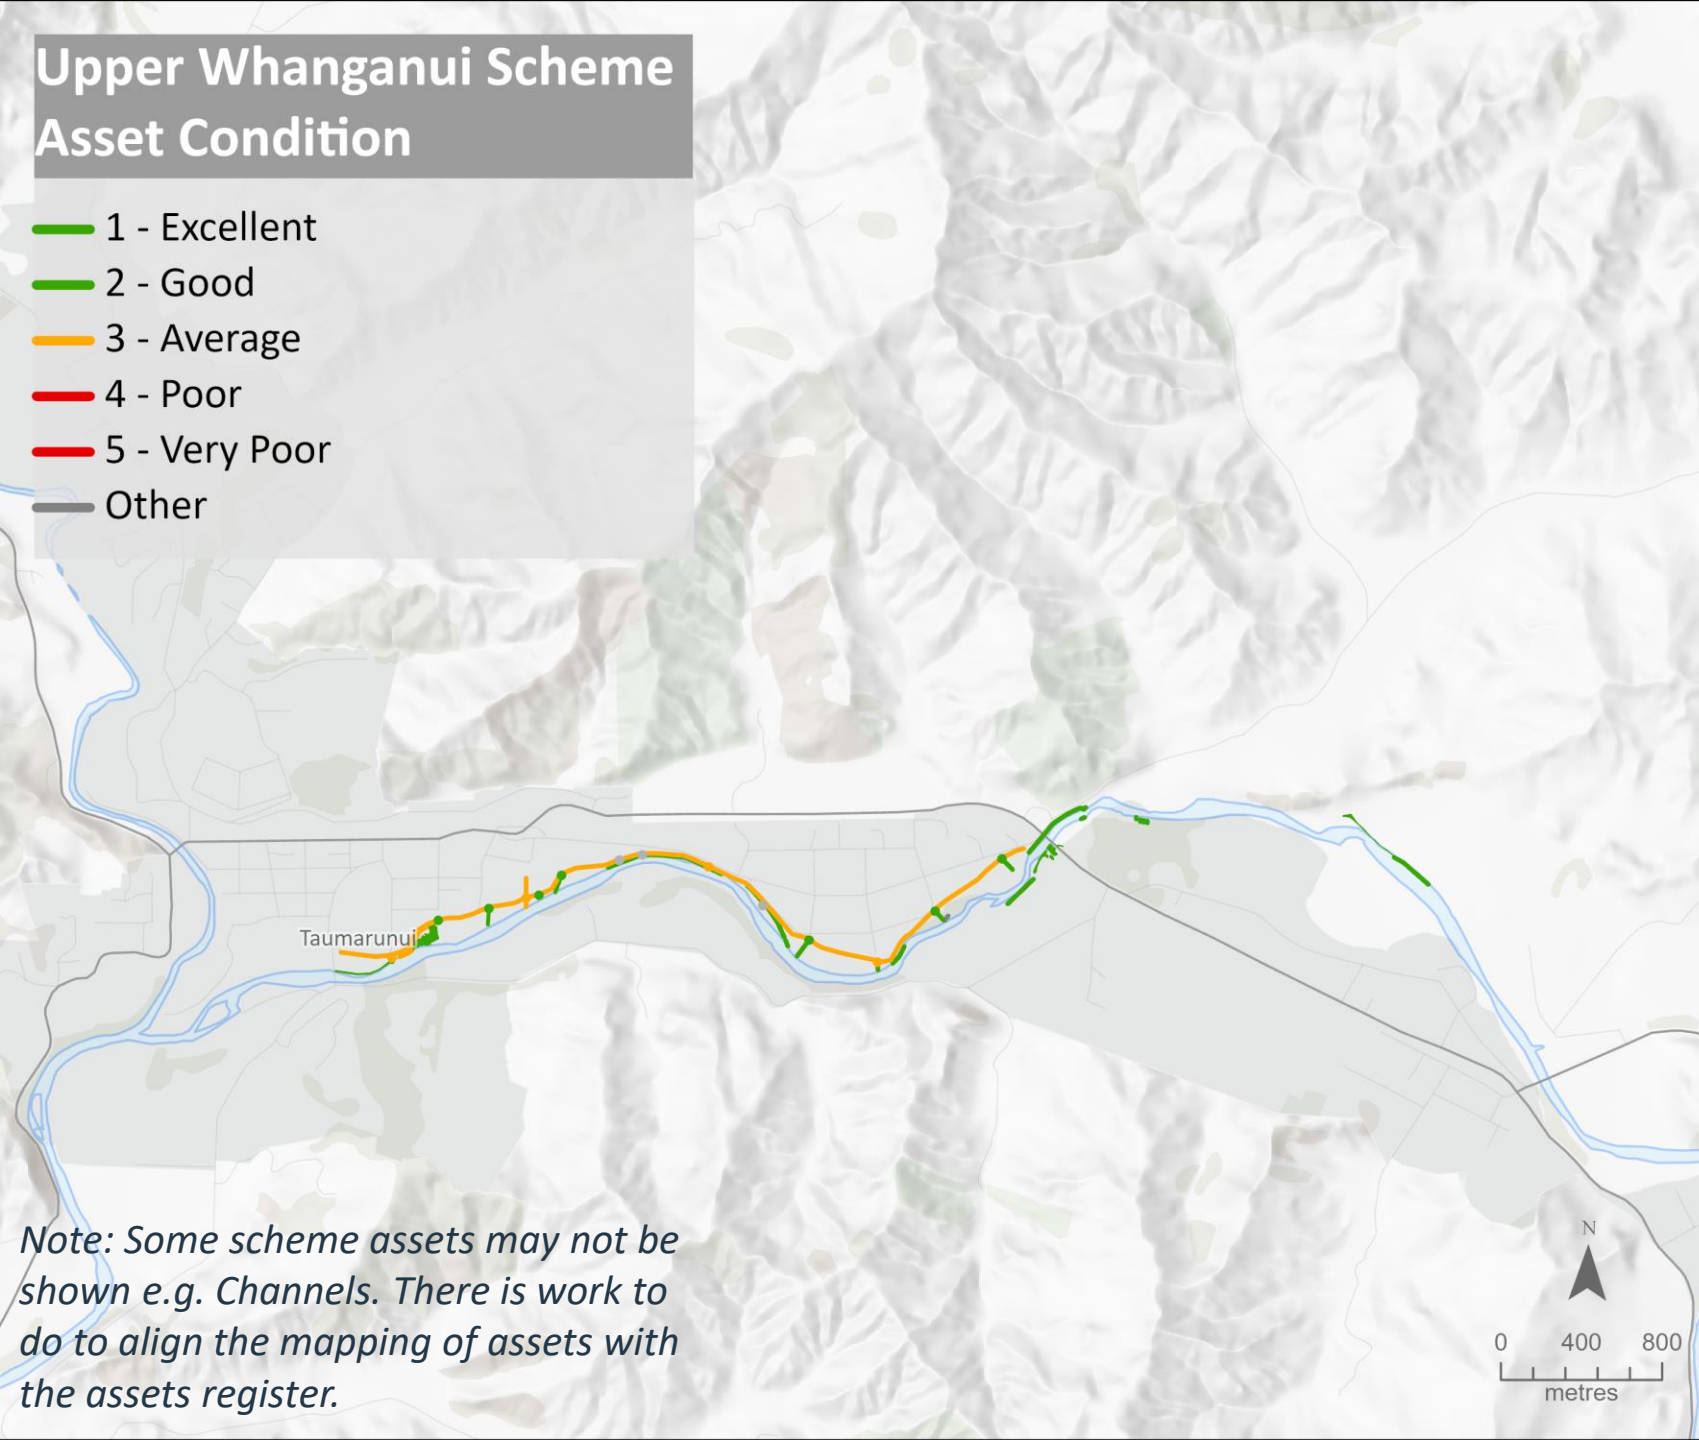 Upper Whanganui Scheme
Asset Condition
1 - Excellent
2 - Good
3 - Average
4 - Poor
5 - Very Poor
Other
Taumarunui
Note: Some scheme assets may not be
shown e.g. Channels. There is work to
do to align the mapping of assets with
the assets register.
N
0 400 800
metres